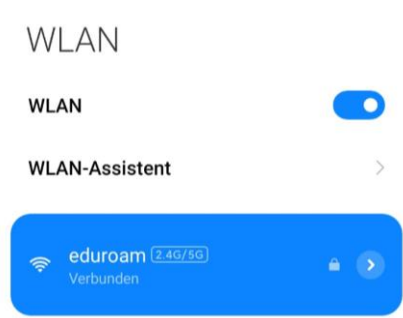 WLAN
WLAN
WLAN-Assistent
eduroam 2.4G/5G
Verbunden